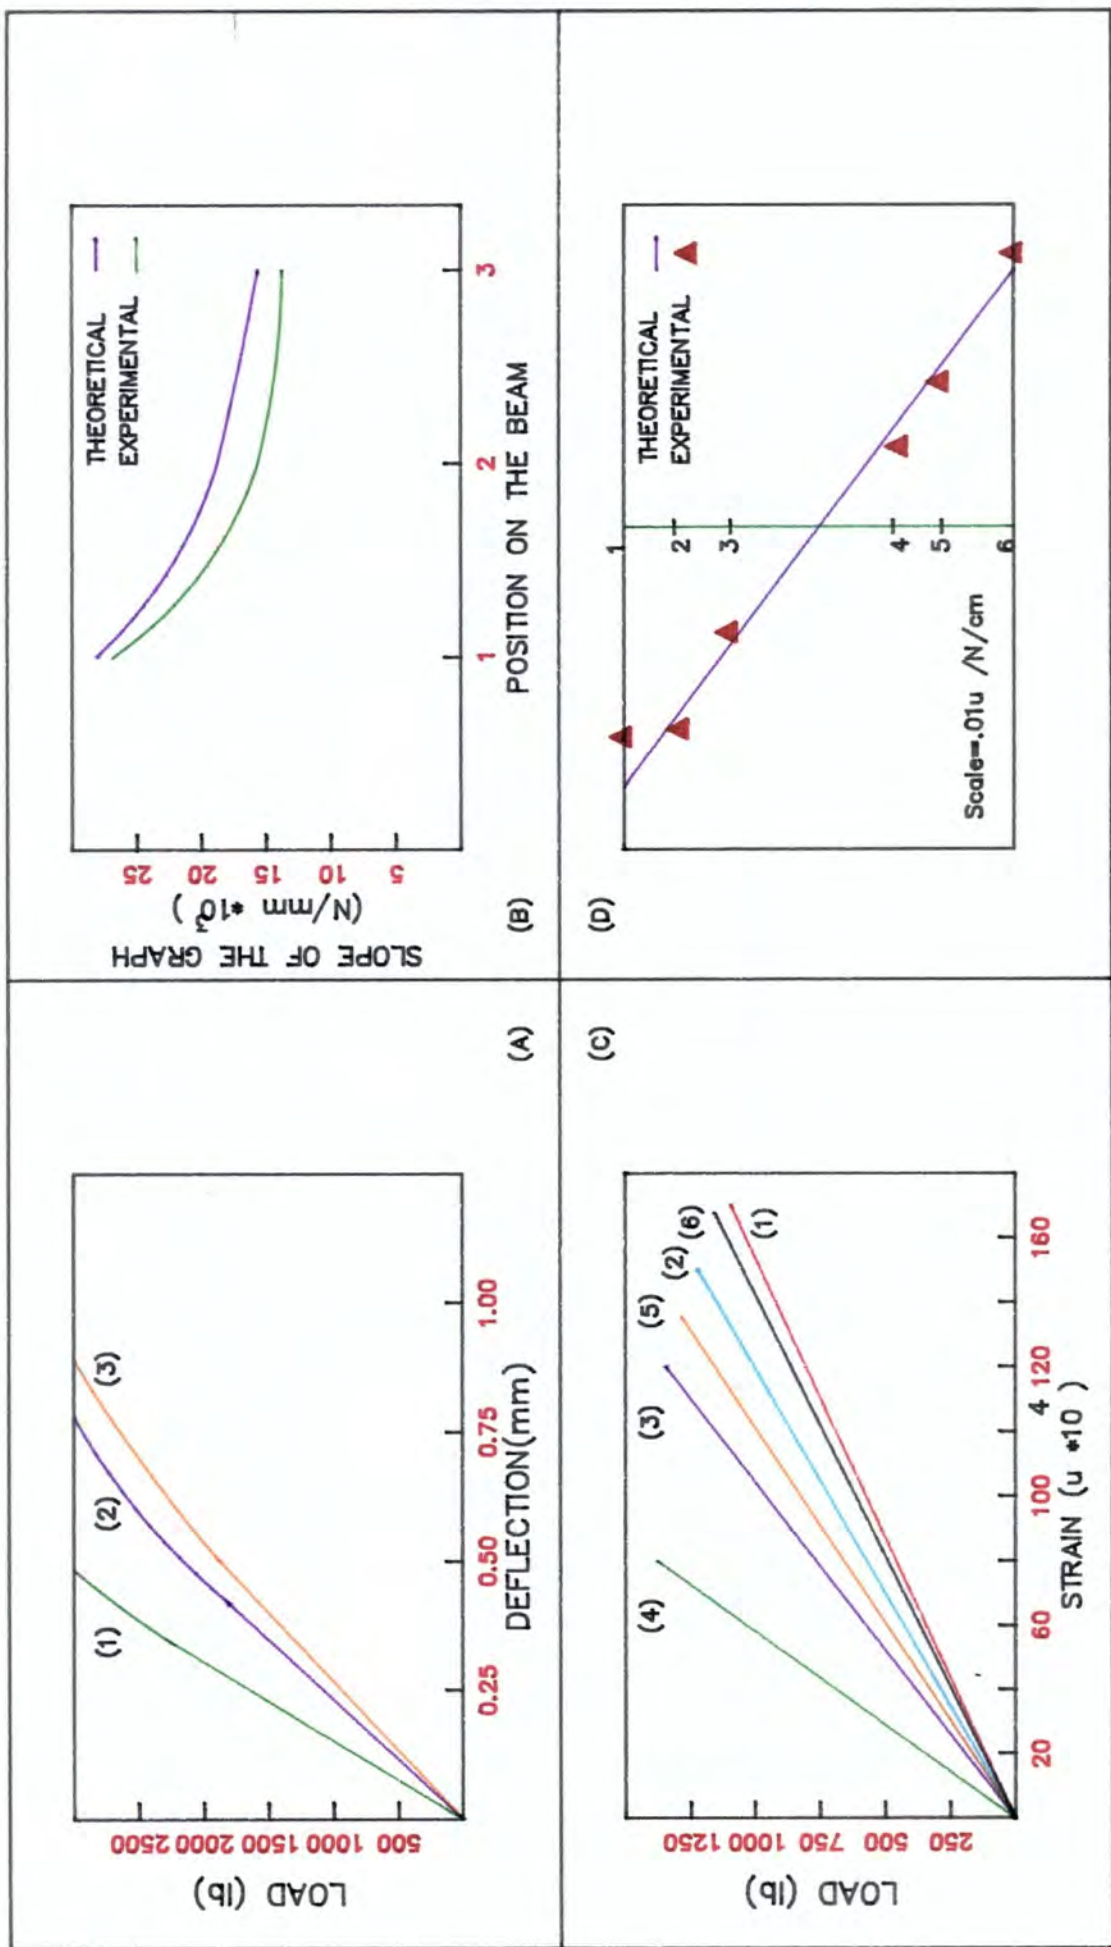 LOAD (lb)
2500
2000
1500
1000
500
(1)
(2)
(3)
0.25
0.50
0.75
1.00
DEFLECTION(mm)
(A)
SLOPE OF THE GRAPH
(N/mm *10³)
25
20
15
10
5
THEORETICAL
EXPERIMENTAL
1
2
3
POSITION ON THE BEAM
(B)
(C)
LOAD (lb)
1250
1000
750
500
250
(4)
(3)
(5)
(2)
(6)
(1)
20
60
100
120
160
STRAIN (u *10⁴)
(D)
1
2
3
4
5
6
THEORETICAL
EXPERIMENTAL
Scale=.01u /N/cm